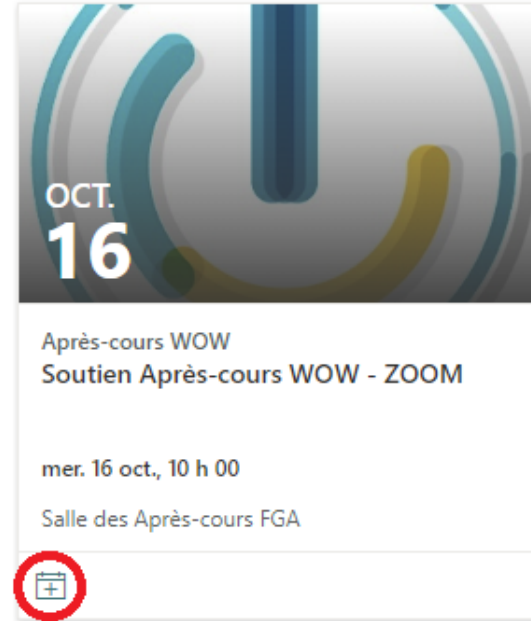 OCT.
16
Après-cours WOW
Soutien Après-cours WOW - ZOOM
mer. 16 oct., 10 h 00
Salle des Après-cours FGA